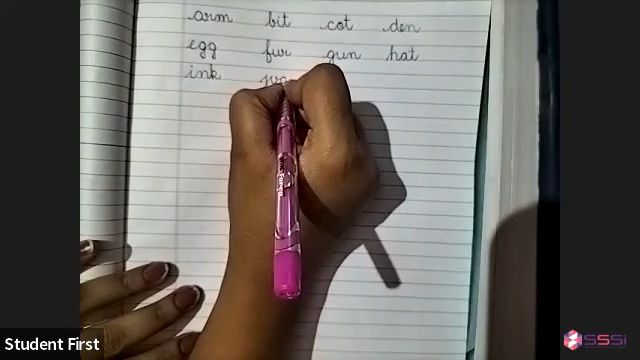 arm bit cot den
egg fur gun hat
ink
Student First
SSSi